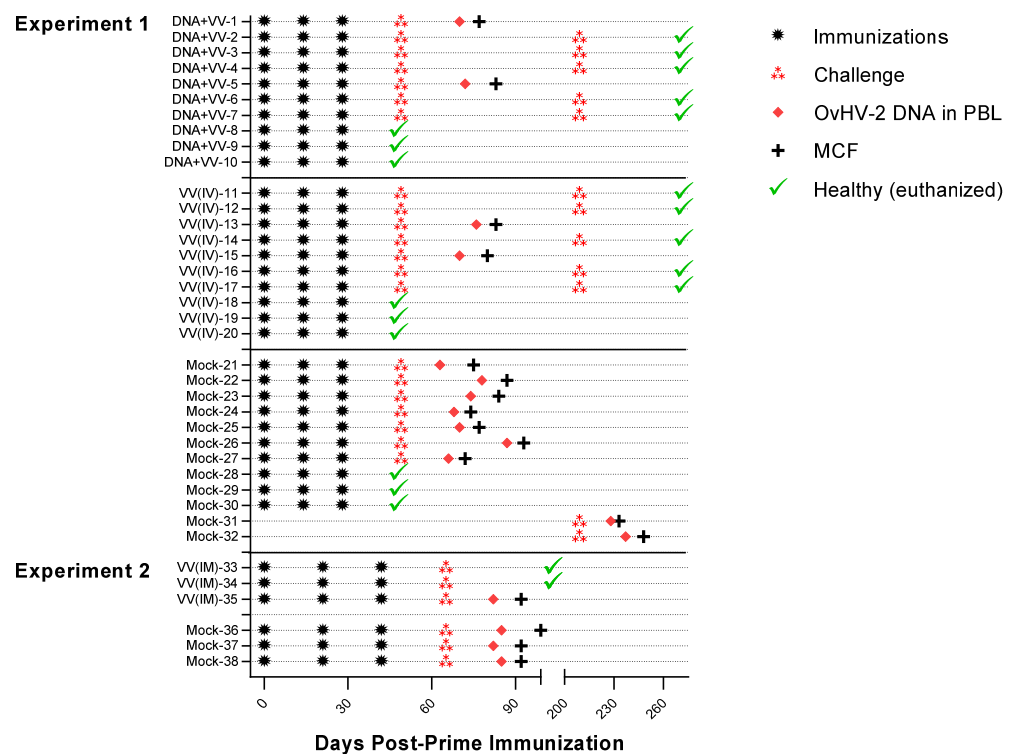 Experiment 1
DNA+VV-1
DNA+VV-2
DNA+VV-3
DNA+VV-4
DNA+VV-5
DNA+VV-6
DNA+VV-7
DNA+VV-8
DNA+VV-9
DNA+VV-10
VV(IV)-11
VV(IV)-12
VV(IV)-13
VV(IV)-14
VV(IV)-15
VV(IV)-16
VV(IV)-17
VV(IV)-18
VV(IV)-19
VV(IV)-20
Mock-21
Mock-22
Mock-23
Mock-24
Mock-25
Mock-26
Mock-27
Mock-28
Mock-29
Mock-30
Mock-31
Mock-32
Experiment 2
VV(IM)-33
VV(IM)-34
VV(IM)-35
Mock-36
Mock-37
Mock-38
0 30 60 90 200 230 260
Days Post-Prime Immunization
Immunizations
Challenge
OvHV-2 DNA in PBL
MCF
Healthy (euthanized)